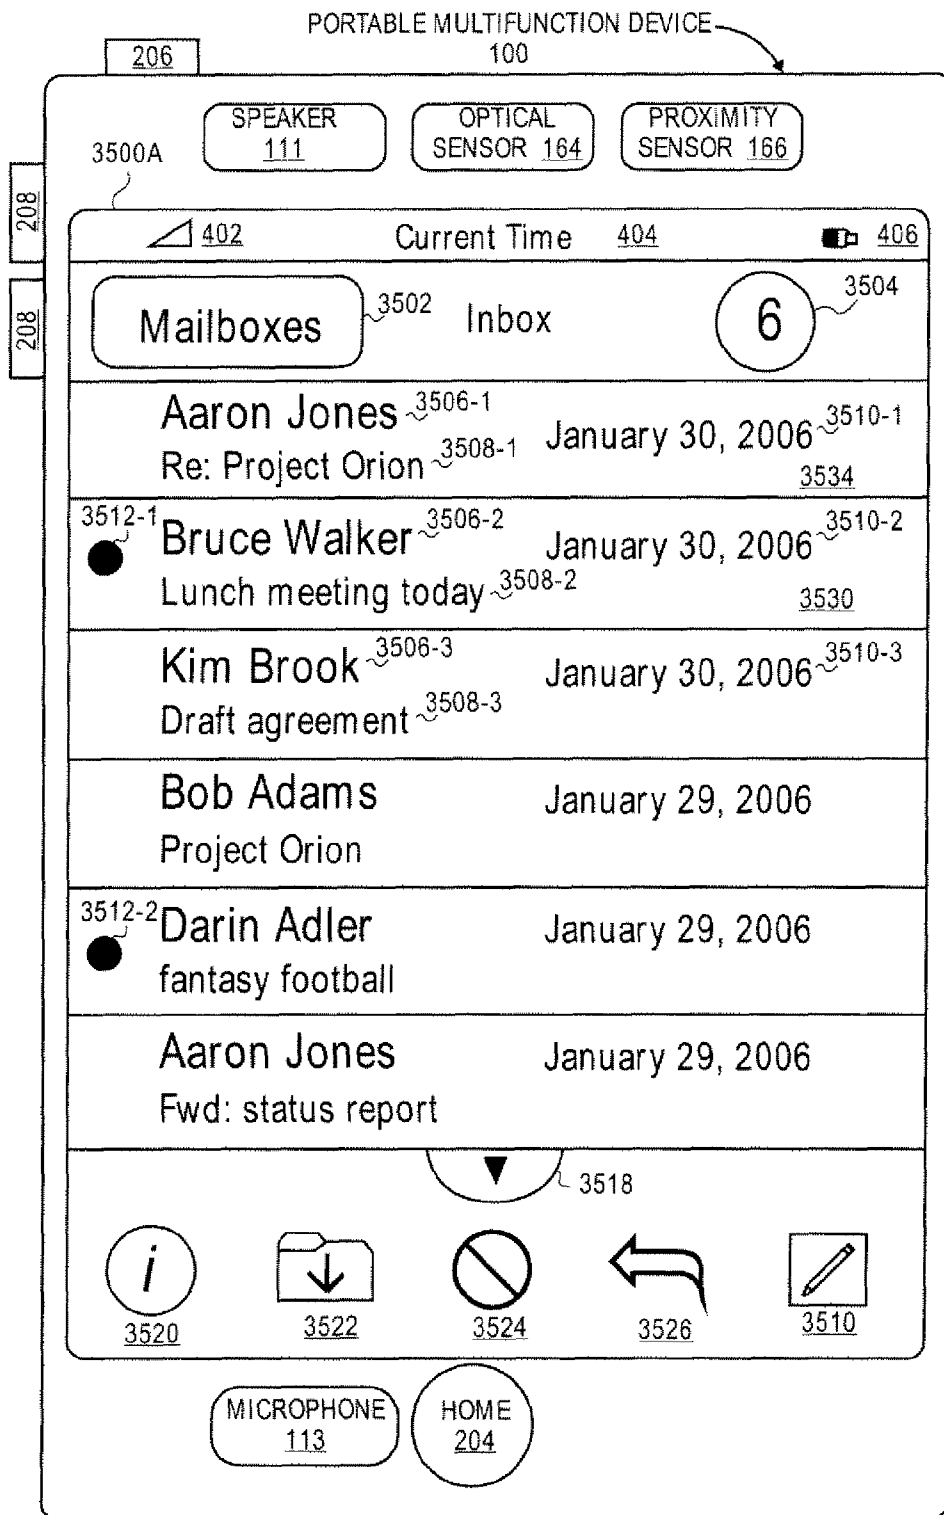 PORTABLE MULTIFUNCTION DEVICE
100
206
SPEAKER
111
OPTICAL
SENSOR 164
PROXIMITY
SENSOR 166
3500A
208
208
402
Current Time 404
406
Mailboxes
3502
Inbox
6
3504
Aaron Jones 3506-1
January 30, 2006 3510-1
Re: Project Orion 3508-1
3534
3512-1
Bruce Walker 3506-2
January 30, 2006 3510-2
Lunch meeting today 3508-2
3530
Kim Brook 3506-3
January 30, 2006 3510-3
Draft agreement 3508-3
Bob Adams
January 29, 2006
Project Orion
3512-2
Darin Adler
January 29, 2006
fantasy football
Aaron Jones
January 29, 2006
Fwd: status report
3518
i
3520
3522
3524
3526
3510
MICROPHONE
113
HOME
204